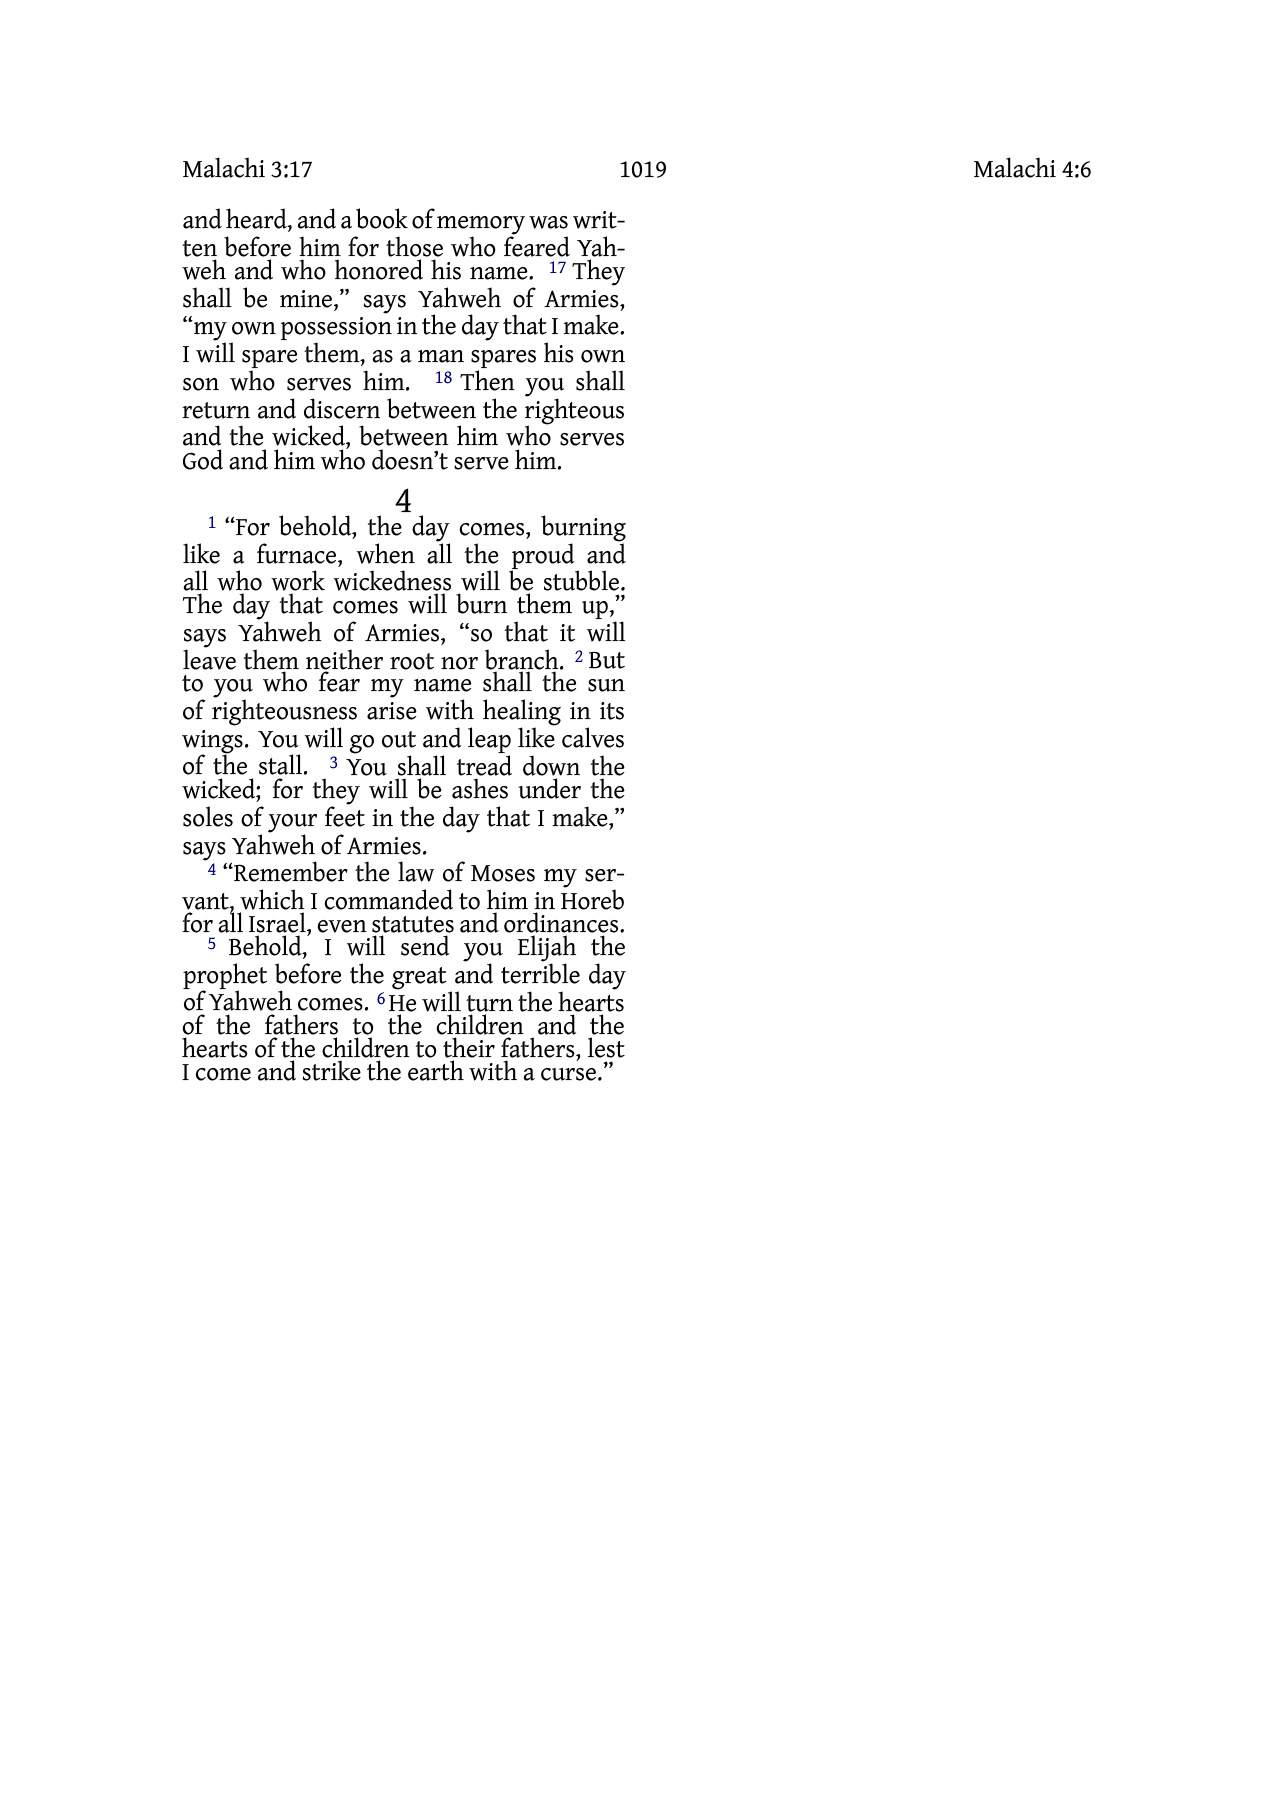 Malachi 3:17 1019 Malachi 4:6
and heard, and a book of memory was writ-
ten before him for those who feared Yah-
weh and who honored his name. 17 They
shall be mine,” says Yahweh of Armies,
“my own possession in the day that I make.
I will spare them, as a man spares his own
son who serves him. 18 Then you shall
return and discern between the righteous
and the wicked, between him who serves
God and him who doesn’t serve him.
4
1 “For behold, the day comes, burning
like a furnace, when all the proud and
all who work wickedness will be stubble.
The day that comes will burn them up,”
says Yahweh of Armies, “so that it will
leave them neither root nor branch. 2 But
to you who fear my name shall the sun
of righteousness arise with healing in its
wings. You will go out and leap like calves
of the stall. 3 You shall tread down the
wicked; for they will be ashes under the
soles of your feet in the day that I make,”
says Yahweh of Armies.
4 “Remember the law of Moses my ser-
vant, which I commanded to him in Horeb
for all Israel, even statutes and ordinances.
5 Behold, I will send you Elijah the
prophet before the great and terrible day
of Yahweh comes. 6 He will turn the hearts
of the fathers to the children and the
hearts of the children to their fathers, lest
I come and strike the earth with a curse.”